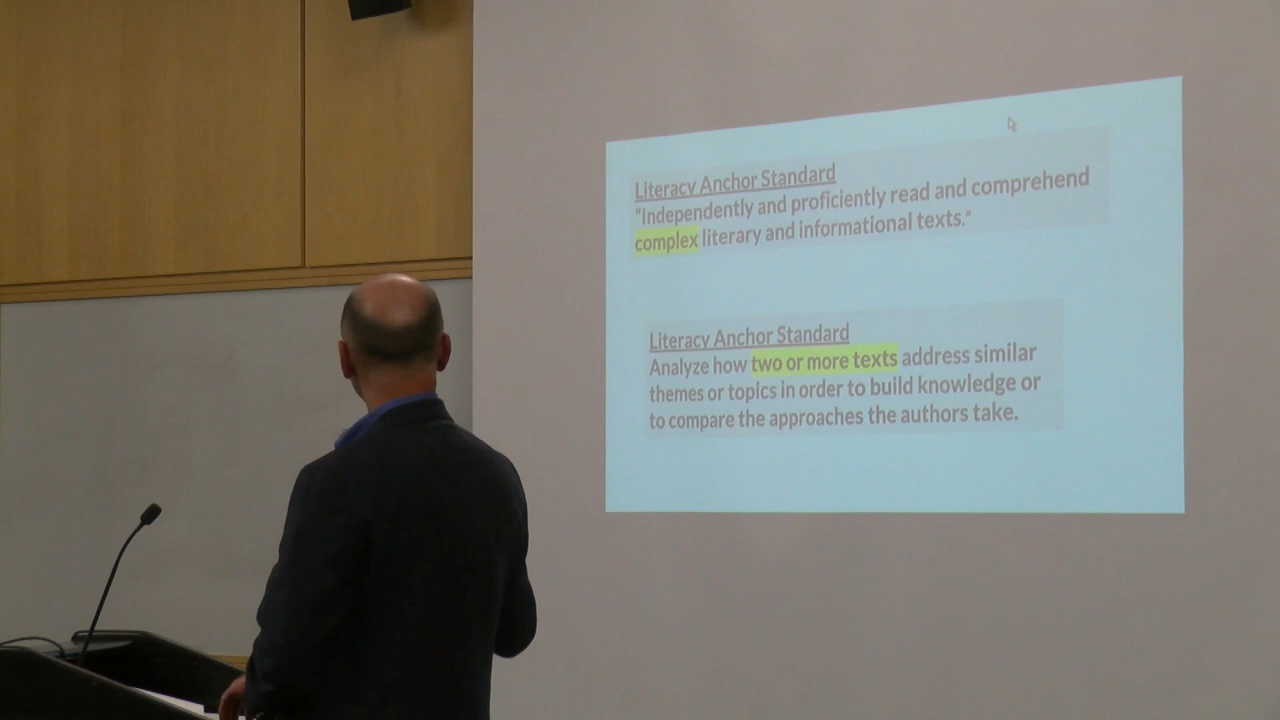 Literacy Anchor Standard
“Independently and proficiently read and comprehend
complex literary and informational texts.”
Literacy Anchor Standard
Analyze how two or more texts address similar
themes or topics in order to build knowledge or
to compare the approaches the authors take.